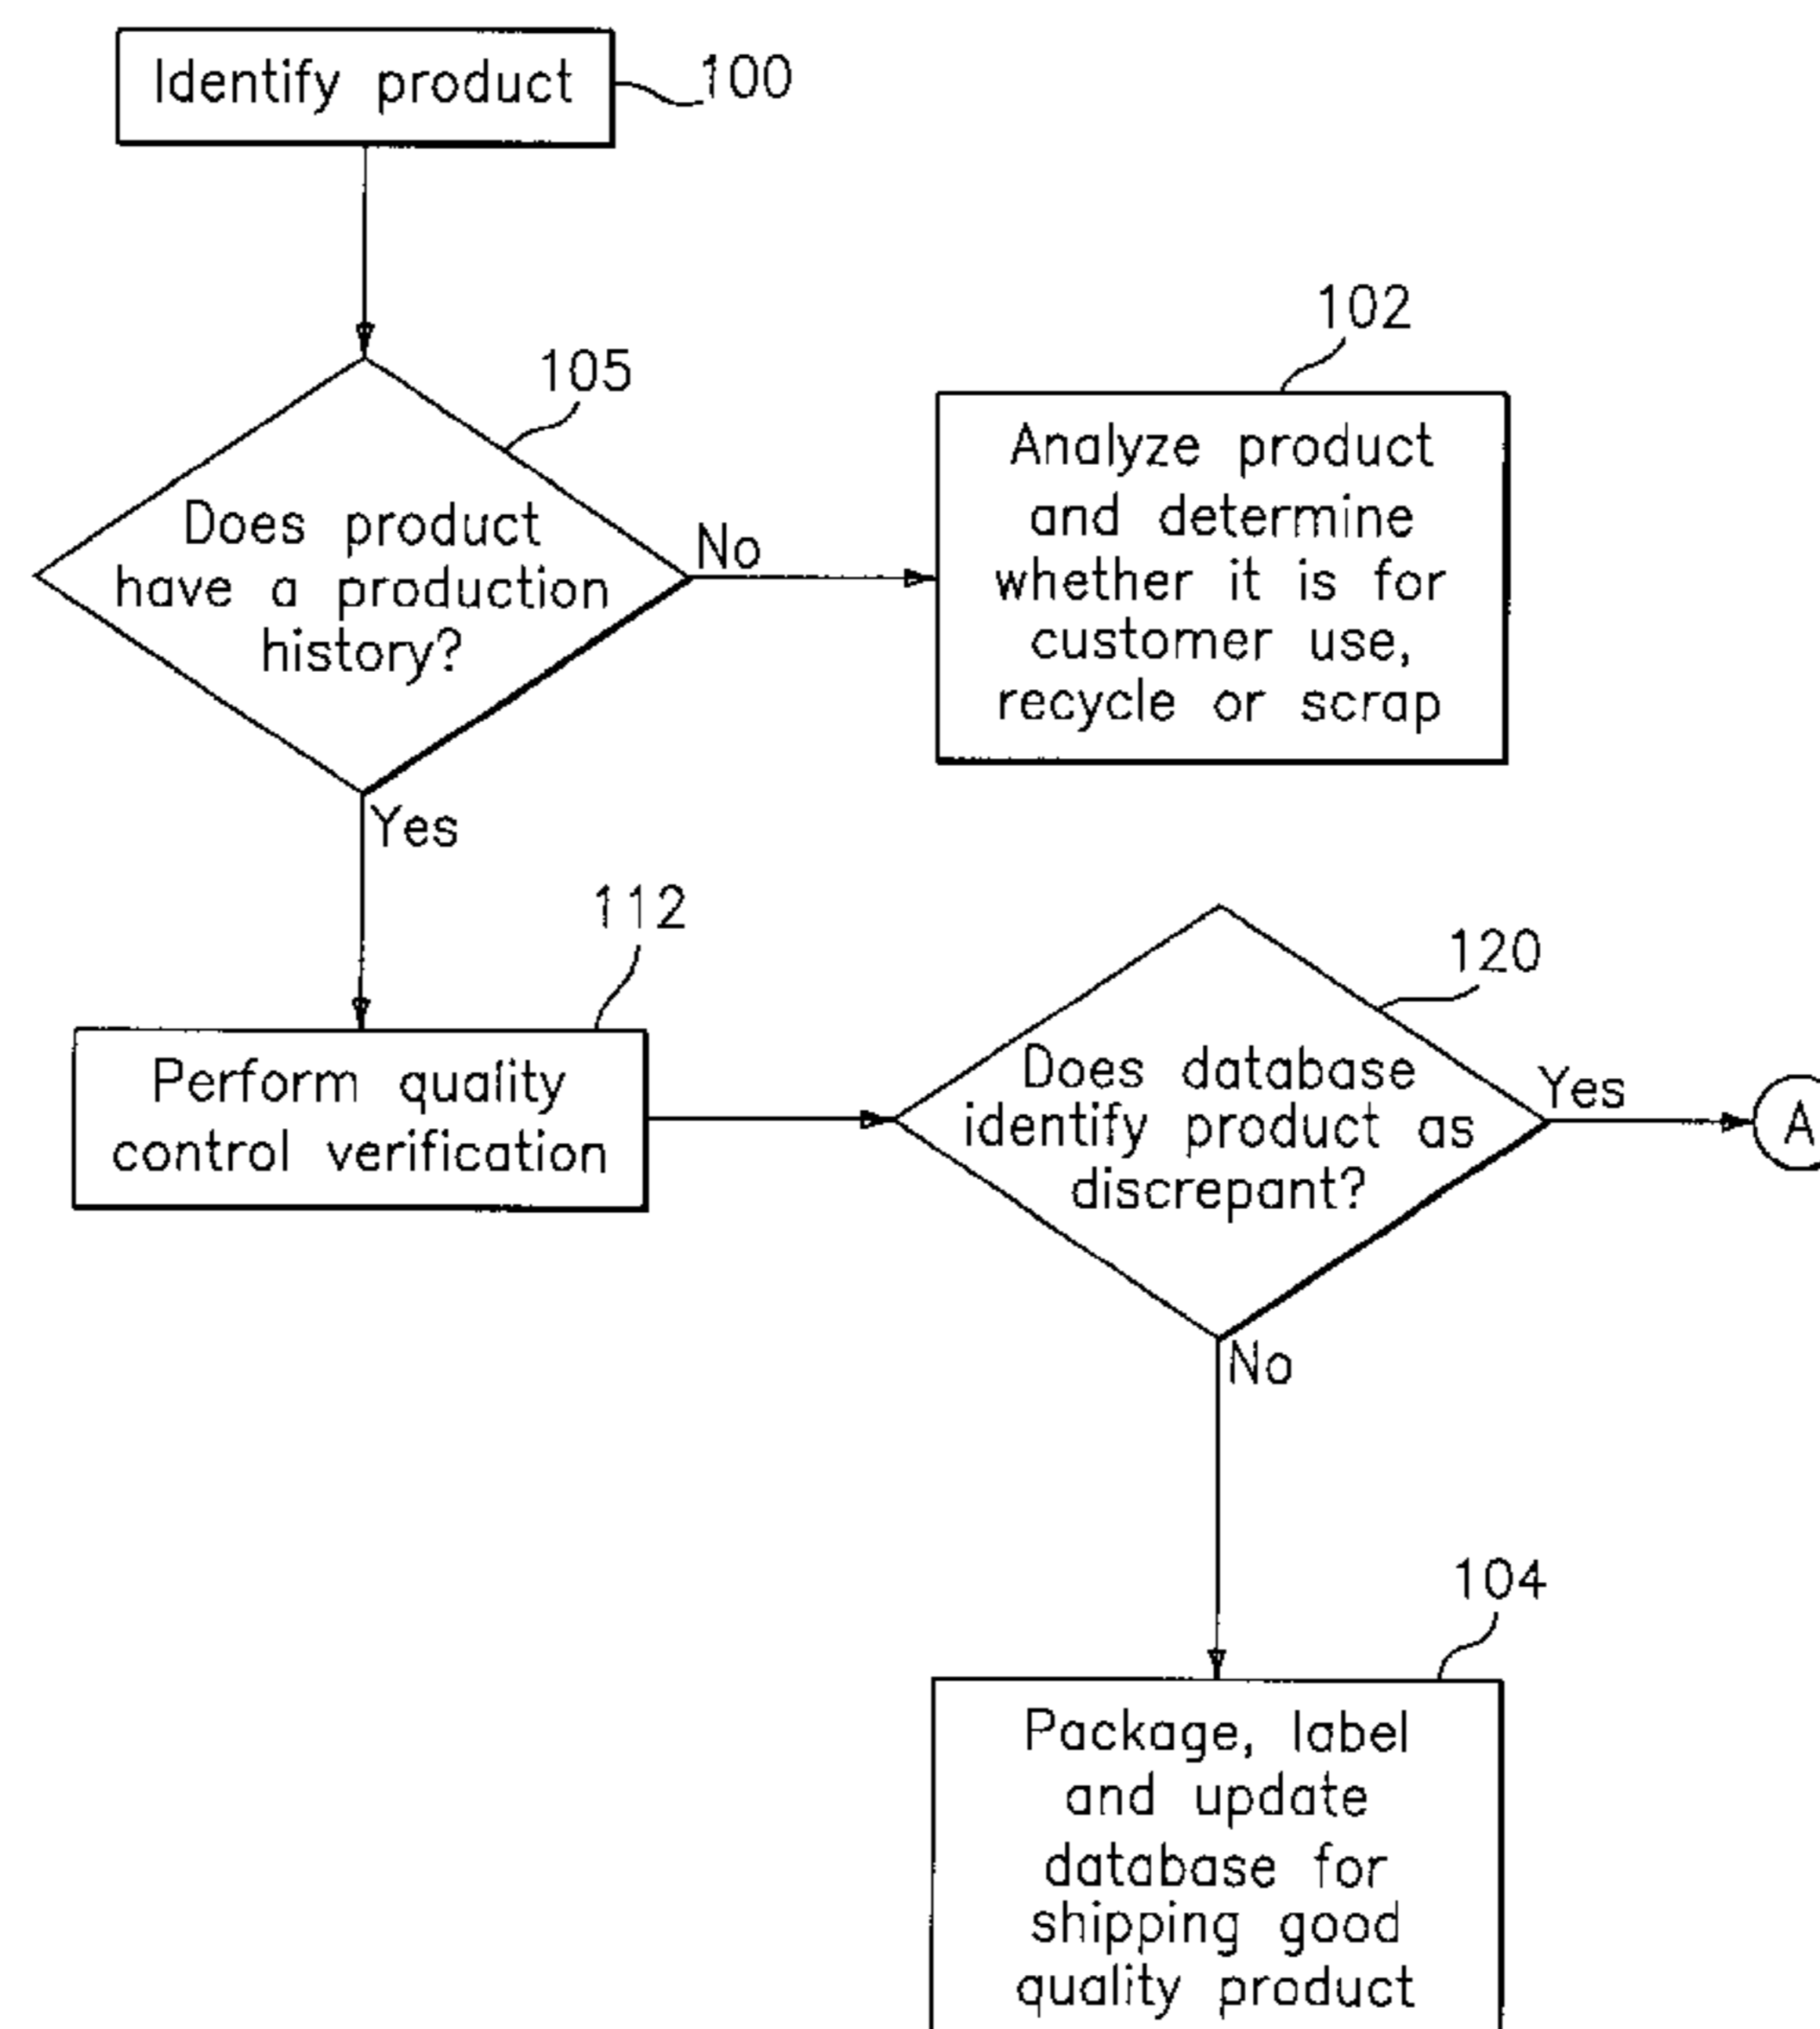 Identify product
100
105
Does product
have a production
history?
No
Yes
102
Analyze product
and determine
whether it is for
customer use,
recycle or scrap
112
Perform quality
control verification
120
Does database
identify product as
discrepant?
Yes
A
No
104
Package, label
and update
database for
shipping good
quality product